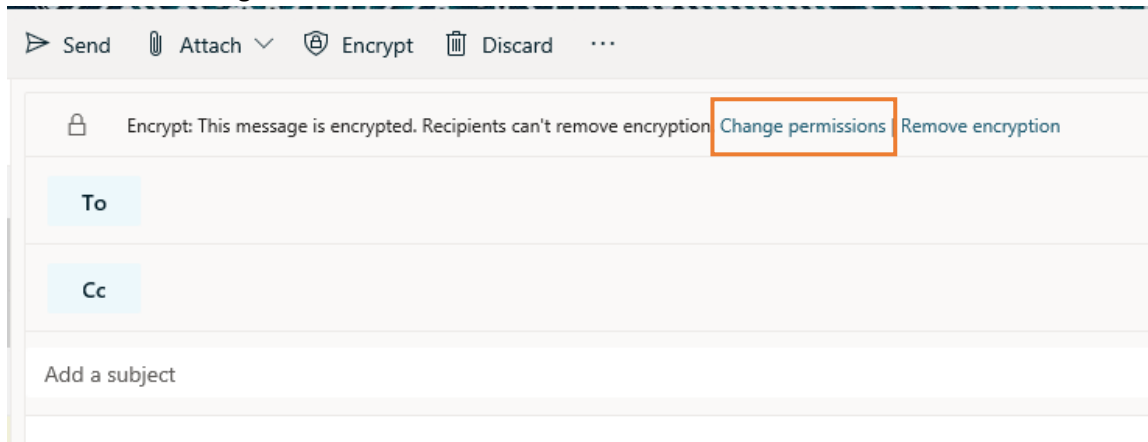 Send Attach Encrypt Discard ...
Encrypt: This message is encrypted. Recipients can't remove encryption Change permissions | Remove encryption
To
Cc
Add a subject